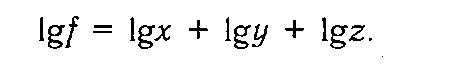 lgf = lgx + lgy + lgz.